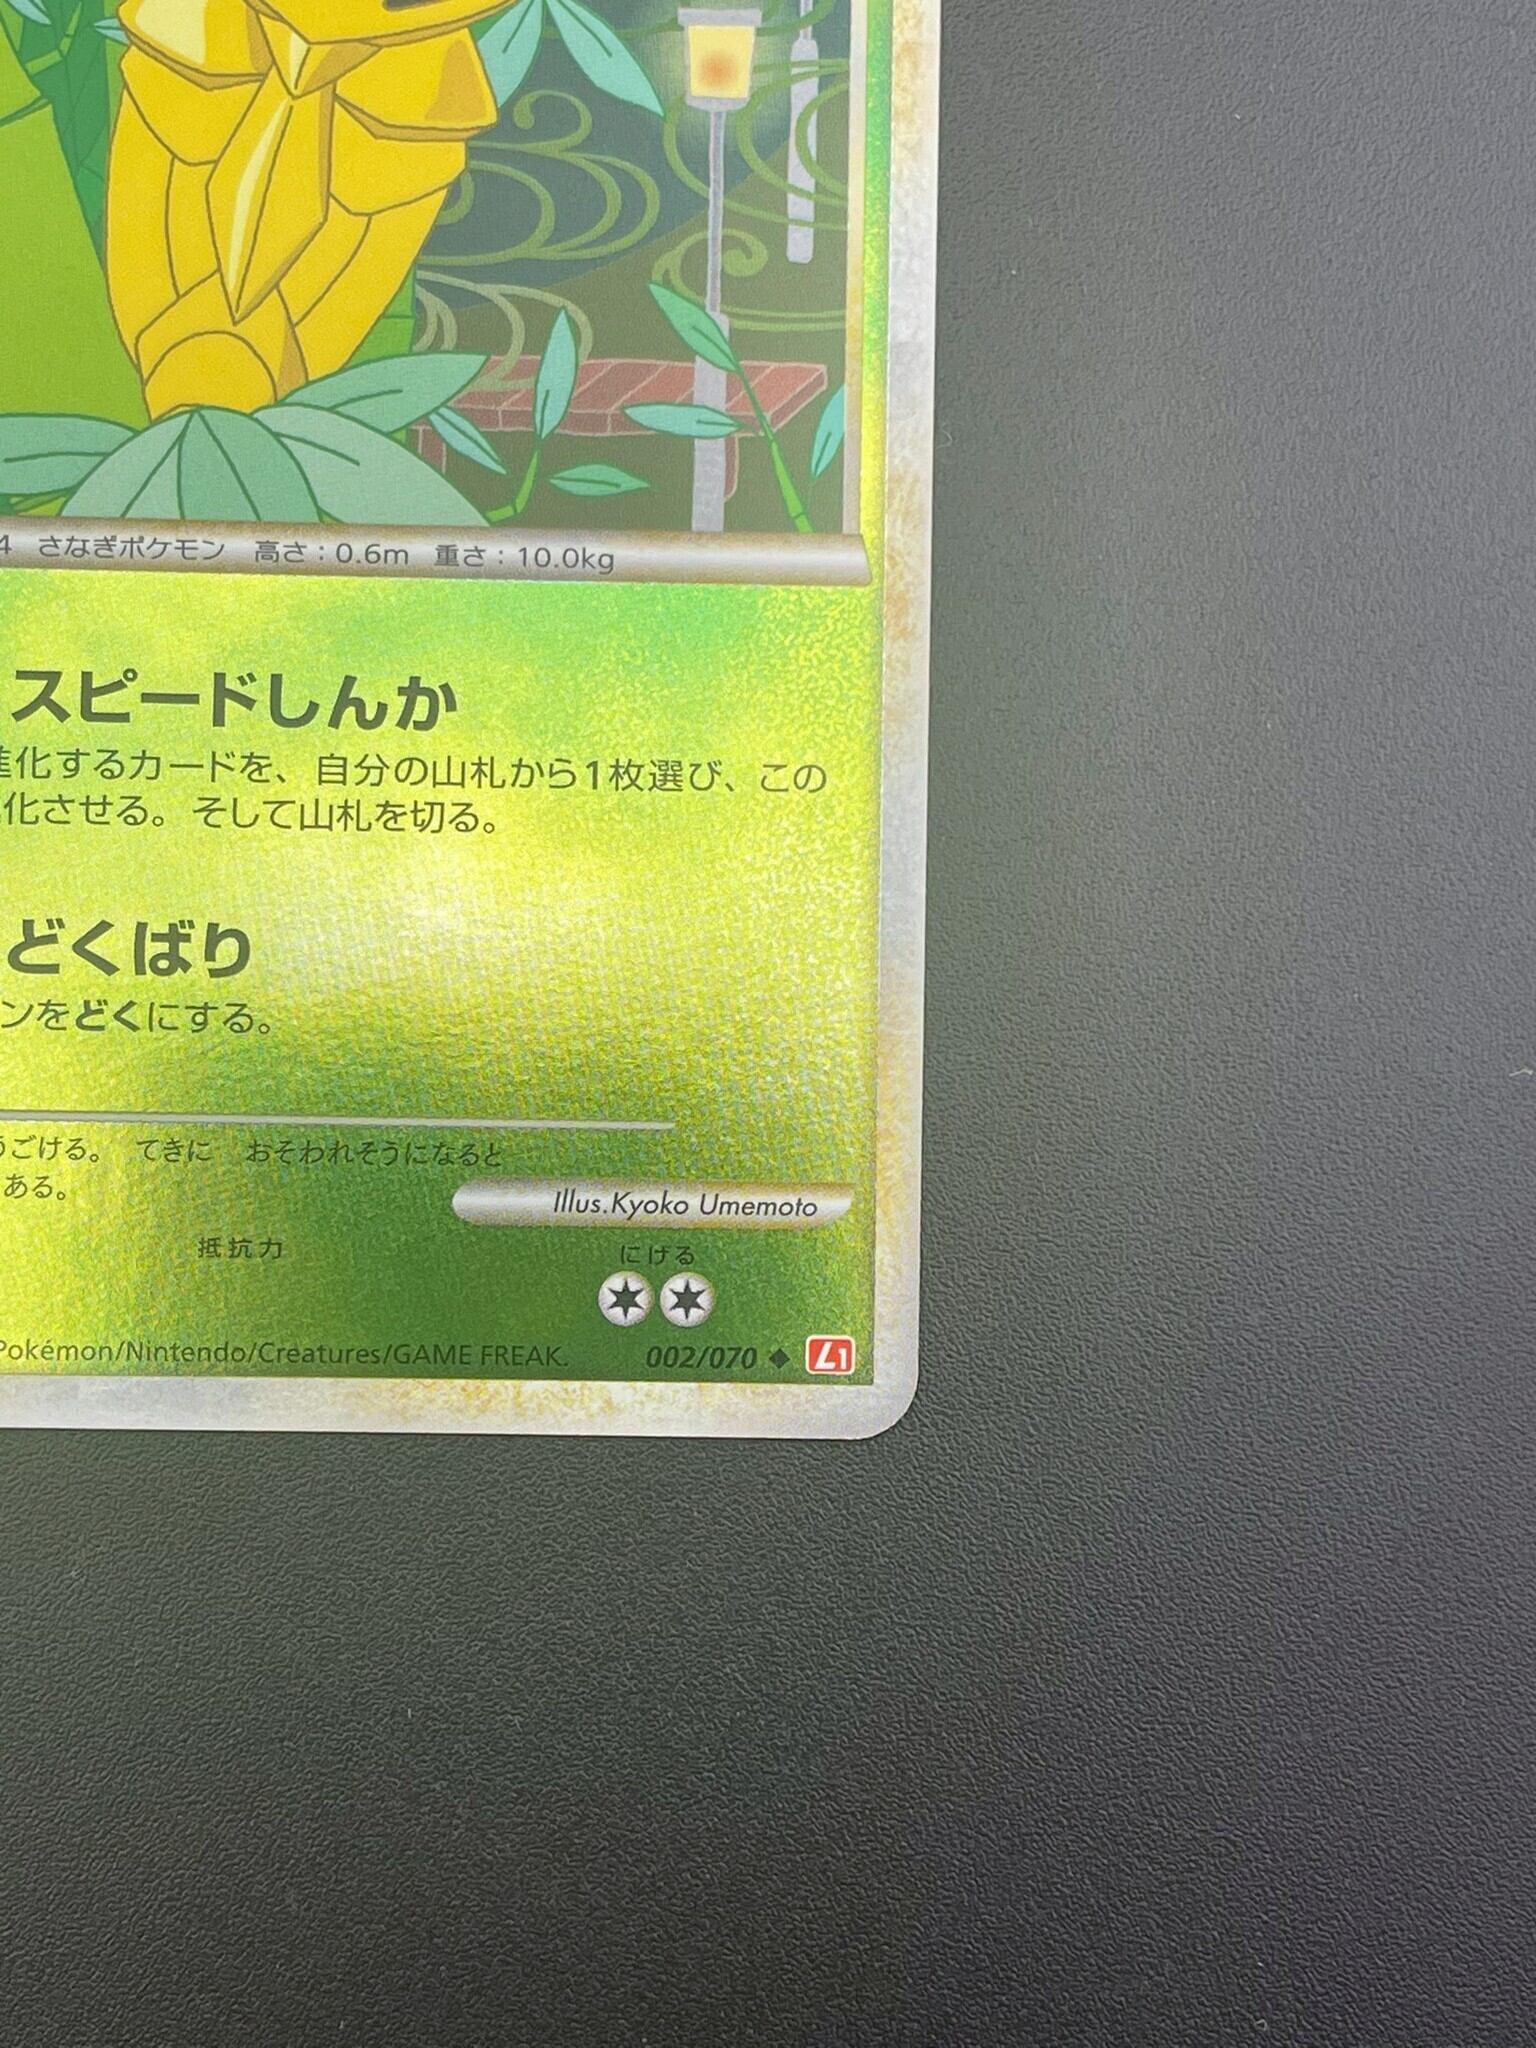 4 さなぎポケモン 高さ：0.6m 重さ：10.0kg
スピードしんか
進化するカードを、自分の山札から1枚選び、この
化させる。そして山札を切る。
どくばり
ンをどくにする。
うごける。 てきに おそわれそうになると
ある。
Illus.Kyoko Umemoto
抵抗力 にげる
Pokémon/Nintendo/Creatures/GAME FREAK. 002/070 ◆ L1